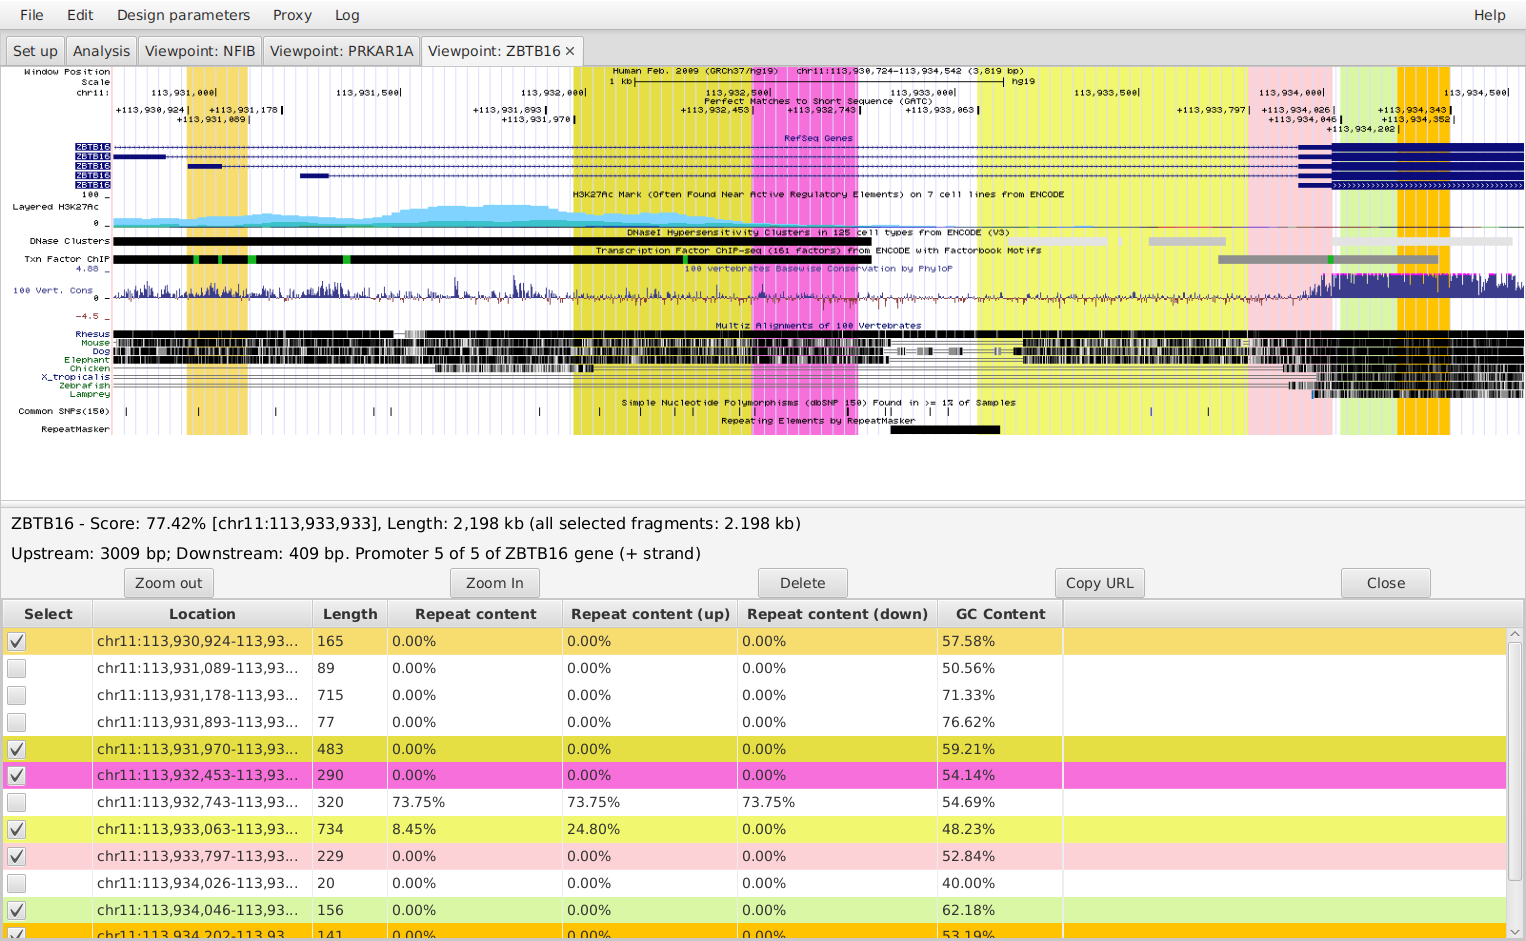 File Edit Design parameters Proxy Log Help
Set up Analysis Viewpoint: NFIB Viewpoint: PRKAR1A Viewpoint: ZBTB16 ×
Window Position Human Feb. 2009 (GRCh37/hg19) chr11:113,930,724-113,934,542 (3,819 bp)
Scale 1 kb hg19
chr11: 113,931,000 113,931,500 113,932,000 113,932,500 113,933,000 113,933,500 113,934,000 113,934,500
Perfect Matches to Short Sequence (GATC)
+113,930,924 +113,931,178 +113,931,893 +113,932,453 +113,932,743 +113,933,063 +113,933,797 +113,934,026 +113,934,343
+113,931,089 +113,931,970 +113,934,046 +113,934,352
+113,934,202
RefSeq Genes
ZBTB16
ZBTB16
ZBTB16
ZBTB16
ZBTB16
H3K27Ac Mark (Often Found Near Active Regulatory Elements) on 7 cell lines from ENCODE
100 _
Layered H3K27Ac
0 _
DNaseI Hypersensitivity Clusters in 125 cell types from ENCODE (V3)
DNase Clusters
Transcription Factor ChIP-seq (161 factors) from ENCODE with Factorbook Motifs
Txn Factor ChIP
4.88 _ 100 vertebrates Basewise Conservation by PhyloP
100 Vert. Cons
0 _
-4.5 _
Multiz Alignments of 100 Vertebrates
Rhesus
Mouse
Dog
Elephant
Chicken
X_tropicalis
Zebrafish
Lamprey
Simple Nucleotide Polymorphisms (dbSNP 150) Found in >= 1% of Samples
Common SNPs(150)
Repeating Elements by RepeatMasker
RepeatMasker
ZBTB16 - Score: 77.42% [chr11:113,933,933], Length: 2,198 kb (all selected fragments: 2.198 kb)
Upstream: 3009 bp; Downstream: 409 bp. Promoter 5 of 5 of ZBTB16 gene (+ strand)
Zoom out Zoom In Delete Copy URL Close
Select Location Length Repeat content Repeat content (up) Repeat content (down) GC Content
chr11:113,930,924-113,93... 165 0.00% 0.00% 0.00% 57.58%
chr11:113,931,089-113,93... 89 0.00% 0.00% 0.00% 50.56%
chr11:113,931,178-113,93... 715 0.00% 0.00% 0.00% 71.33%
chr11:113,931,893-113,93... 77 0.00% 0.00% 0.00% 76.62%
chr11:113,931,970-113,93... 483 0.00% 0.00% 0.00% 59.21%
chr11:113,932,453-113,93... 290 0.00% 0.00% 0.00% 54.14%
chr11:113,932,743-113,93... 320 73.75% 73.75% 73.75% 54.69%
chr11:113,933,063-113,93... 734 8.45% 24.80% 0.00% 48.23%
chr11:113,933,797-113,93... 229 0.00% 0.00% 0.00% 52.84%
chr11:113,934,026-113,93... 20 0.00% 0.00% 0.00% 40.00%
chr11:113,934,046-113,93... 156 0.00% 0.00% 0.00% 62.18%
chr11:113,934,202-113,93... 141 0.00% 0.00% 0.00% 53.19%